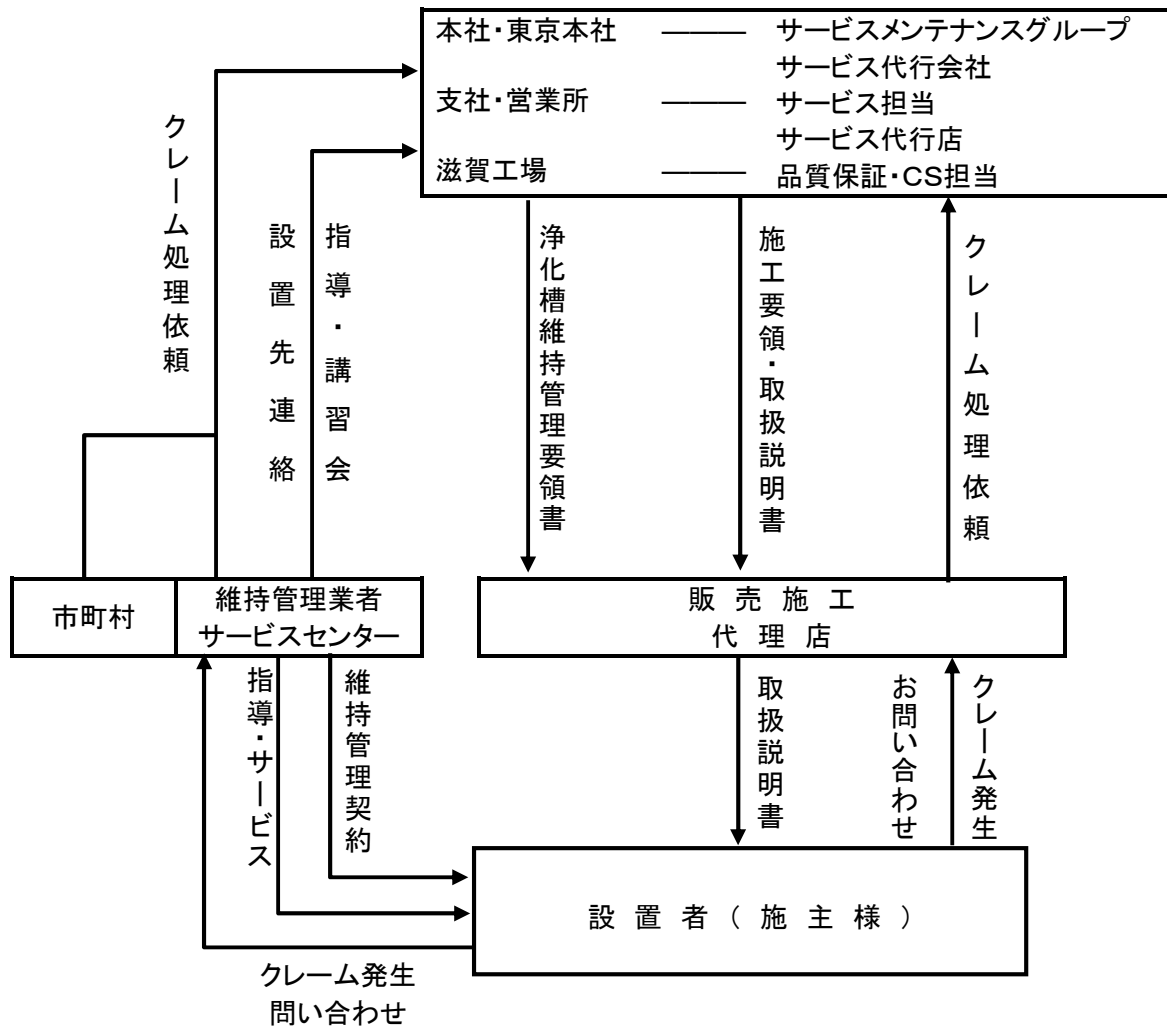 本社・東京本社 ——— サービスメンテナンスグループ
サービス代行会社
支社・営業所 ——— サービス担当
サービス代行店
滋賀工場 ——— 品質保証・CS担当
クレーム処理依頼
設置先連絡
指導・講習会
浄化槽維持管理要領書
施工要領・取扱説明書
クレーム処理依頼
市町村
維持管理業者
サービスセンター
販売施工
代理店
指導・サービス
維持管理契約
取扱説明書
お問い合わせ
クレーム発生
設置者(施主様)
クレーム発生
問い合わせ